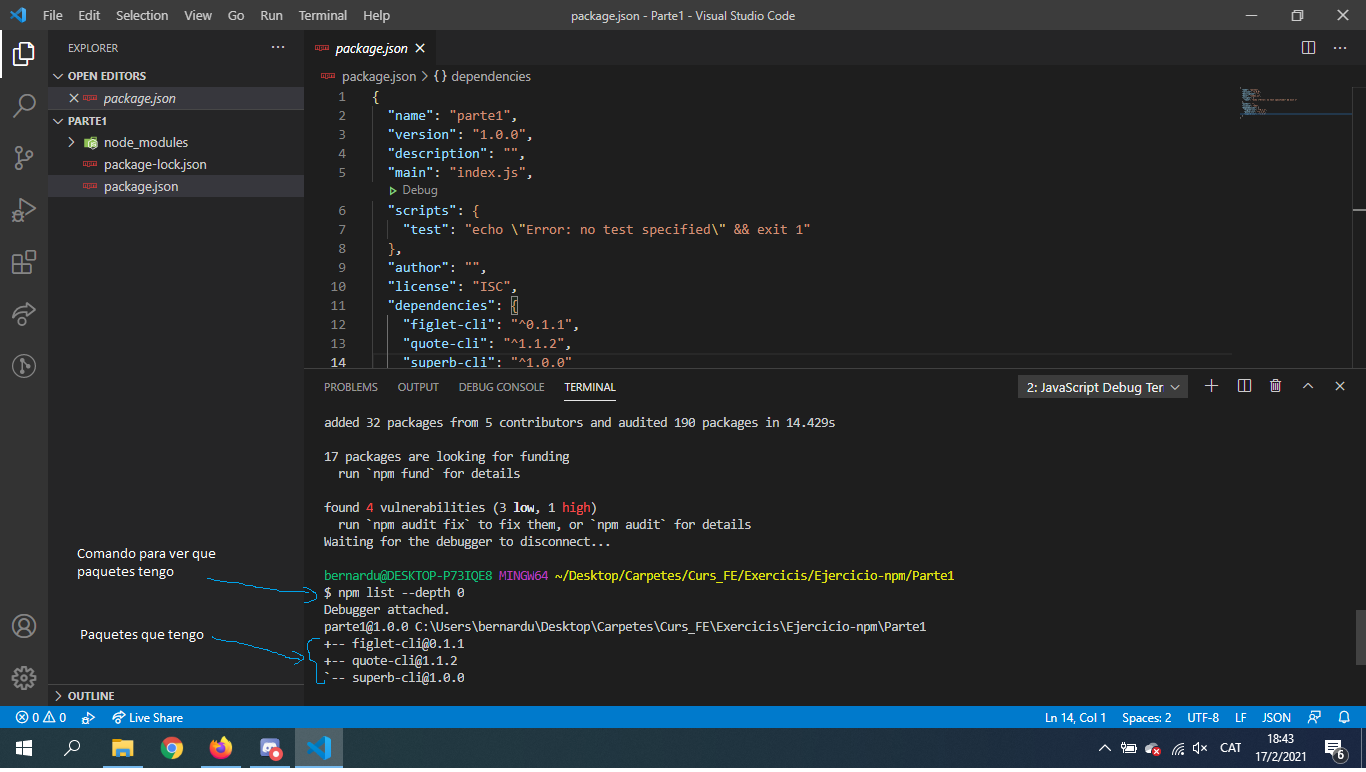 File Edit Selection View Go Run Terminal Help
package.json - Parte1 - Visual Studio Code
EXPLORER
OPEN EDITORS
package.json
PARTE1
node_modules
package-lock.json
package.json
package.json
package.json > {} dependencies
1 {
2 "name": "parte1",
3 "version": "1.0.0",
4 "description": "",
5 "main": "index.js",
Debug
6 "scripts": {
7 "test": "echo \"Error: no test specified\" && exit 1"
8 },
9 "author": "",
10 "license": "ISC",
11 "dependencies": {
12 "figlet-cli": "^0.1.1",
13 "quote-cli": "^1.1.2",
14 "superb-cli": "^1.0.0"
PROBLEMS OUTPUT DEBUG CONSOLE TERMINAL
2: JavaScript Debug Ter
added 32 packages from 5 contributors and audited 190 packages in 14.429s
17 packages are looking for funding
run `npm fund` for details
found 4 vulnerabilities (3 low, 1 high)
run `npm audit fix` to fix them, or `npm audit` for details
Waiting for the debugger to disconnect...
bernardu@DESKTOP-P73IQE8 MINGW64 ~/Desktop/Carpetes/Curs_FE/Exercicis/Ejercicio-npm/Parte1
$ npm list --depth 0
Debugger attached.
parte1@1.0.0 C:\Users\bernardu\Desktop\Carpetes\Curs_FE\Exercicis\Ejercicio-npm\Parte1
+-- figlet-cli@0.1.1
+-- quote-cli@1.1.2
`-- superb-cli@1.0.0
Comando para ver que
paquetes tengo
Paquetes que tengo
OUTLINE
0 0 Live Share
Ln 14, Col 1 Spaces: 2 UTF-8 LF JSON
CAT
18:43
17/2/2021
6